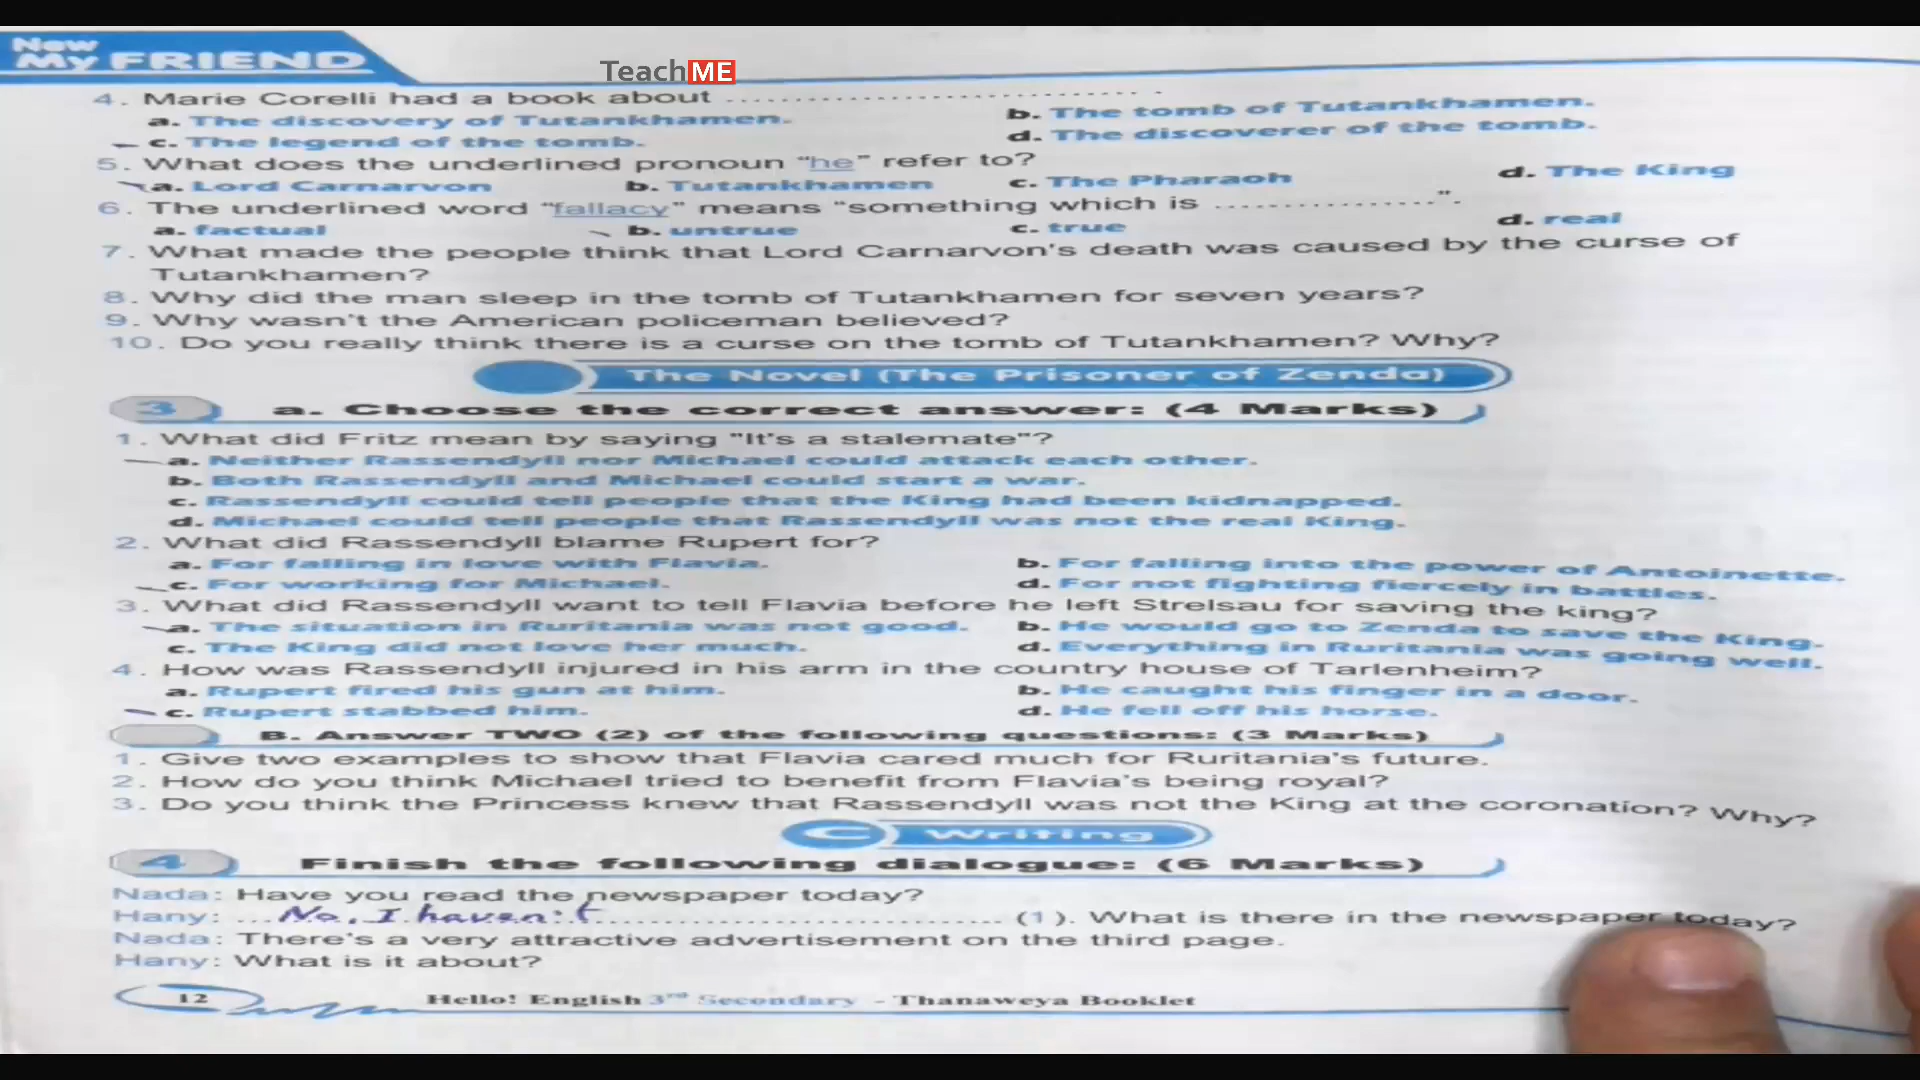 New
My FRIEND
TeachME
4. Marie Corelli had a book about ................................ .
a. The discovery of Tutankhamen. b. The tomb of Tutankhamen.
c. The legend of the tomb. d. The discoverer of the tomb.
5. What does the underlined pronoun "he" refer to?
a. Lord Carnarvon b. Tutankhamen c. The Pharaoh d. The King
6. The underlined word "fallacy" means "something which is ................".
a. factual b. untrue c. true d. real
7. What made the people think that Lord Carnarvon's death was caused by the curse of
Tutankhamen?
8. Why did the man sleep in the tomb of Tutankhamen for seven years?
9. Why wasn't the American policeman believed?
10. Do you really think there is a curse on the tomb of Tutankhamen? Why?
The Novel (The Prisoner of Zenda)
3 a. Choose the correct answer: (4 Marks)
1. What did Fritz mean by saying "It's a stalemate"?
a. Neither Rassendyll nor Michael could attack each other.
b. Both Rassendyll and Michael could start a war.
c. Rassendyll could tell people that the King had been kidnapped.
d. Michael could tell people that Rassendyll was not the real King.
2. What did Rassendyll blame Rupert for?
a. For falling in love with Flavia. b. For falling into the power of Antoinette.
c. For working for Michael. d. For not fighting fiercely in battles.
3. What did Rassendyll want to tell Flavia before he left Strelsau for saving the king?
a. The situation in Ruritania was not good. b. He would go to Zenda to save the King.
c. The King did not love her much. d. Everything in Ruritania was going well.
4. How was Rassendyll injured in his arm in the country house of Tarlenheim?
a. Rupert fired his gun at him. b. He caught his finger in a door.
c. Rupert stabbed him. d. He fell off his horse.
B. Answer TWO (2) of the following questions: (3 Marks)
1. Give two examples to show that Flavia cared much for Ruritania's future.
2. How do you think Michael tried to benefit from Flavia's being royal?
3. Do you think the Princess knew that Rassendyll was not the King at the coronation? Why?
C Writing
4 Finish the following dialogue: (6 Marks)
Nada: Have you read the newspaper today?
Hany: ...No, I haven't.............................. (1). What is there in the newspaper today?
Nada: There's a very attractive advertisement on the third page.
Hany: What is it about?
12 Hello! English 3rd Secondary - Thanaweya Booklet